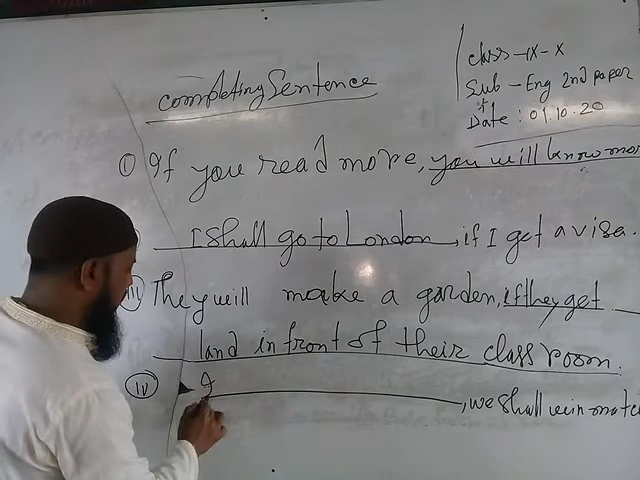 Completing Sentence
Class - IX - X
Sub - Eng 2nd paper
Date : 01.10.20
(i) If you read more, you will know more
I shall go to London, if I get a visa.
(iii) They will make a garden, if they get
land in front of their class room.
(iv) I , we shall win